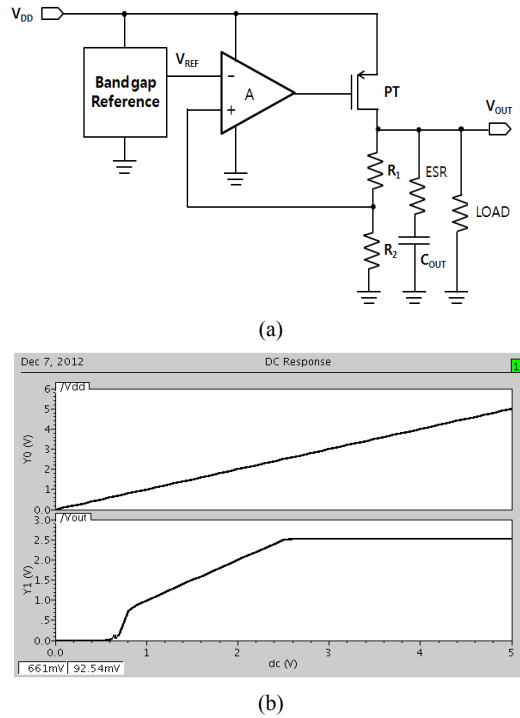 VDD
VREF
Bandgap
Reference
−
+
A
PT
VOUT
R1
ESR
LOAD
R2
COUT
(a)
Dec 7, 2012 DC Response 1
/Vdd
6
5
4
3
2
1
0.0
Y0 (V)
/Vout
3.0
2.5
2.0
1.5
1.0
.5
0.0
Y1 (V)
0.0 1 2 3 4 5
dc (V)
661mV 92.54mV
(b)